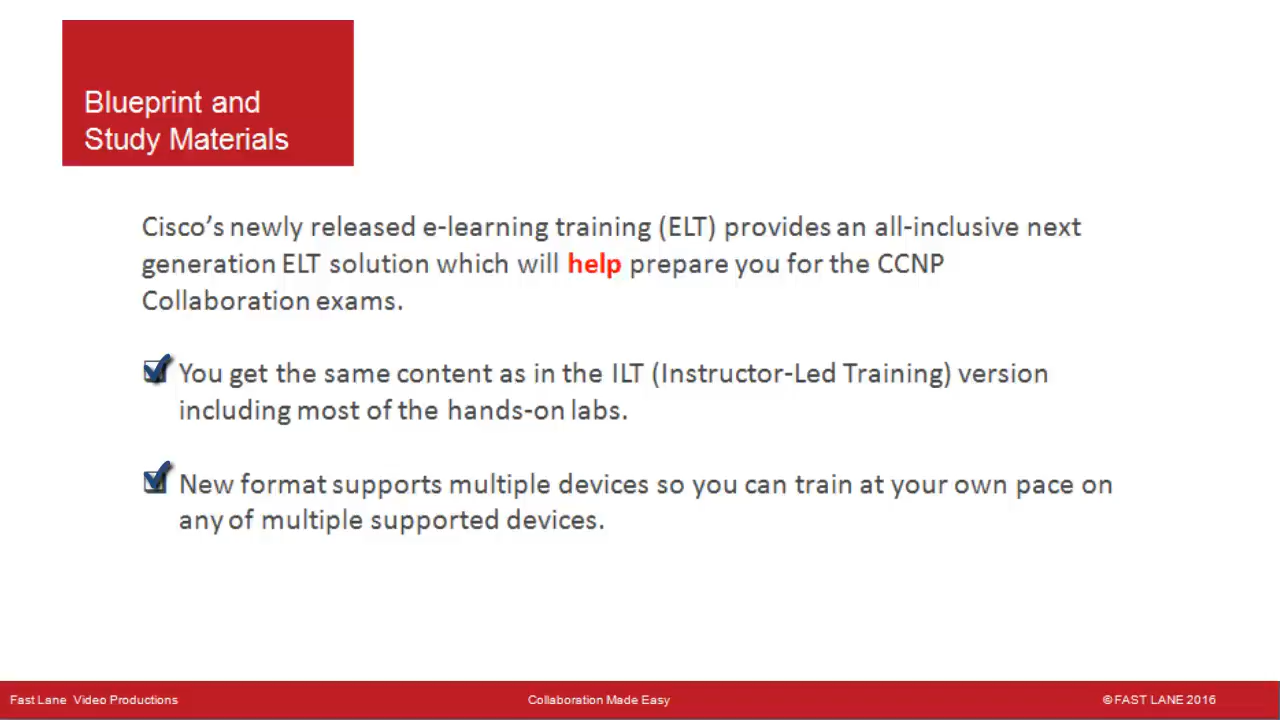 Blueprint and
Study Materials
Cisco’s newly released e-learning training (ELT) provides an all-inclusive next
generation ELT solution which will help prepare you for the CCNP
Collaboration exams.
You get the same content as in the ILT (Instructor-Led Training) version
including most of the hands-on labs.
New format supports multiple devices so you can train at your own pace on
any of multiple supported devices.
Fast Lane Video Productions
Collaboration Made Easy
© FAST LANE 2016